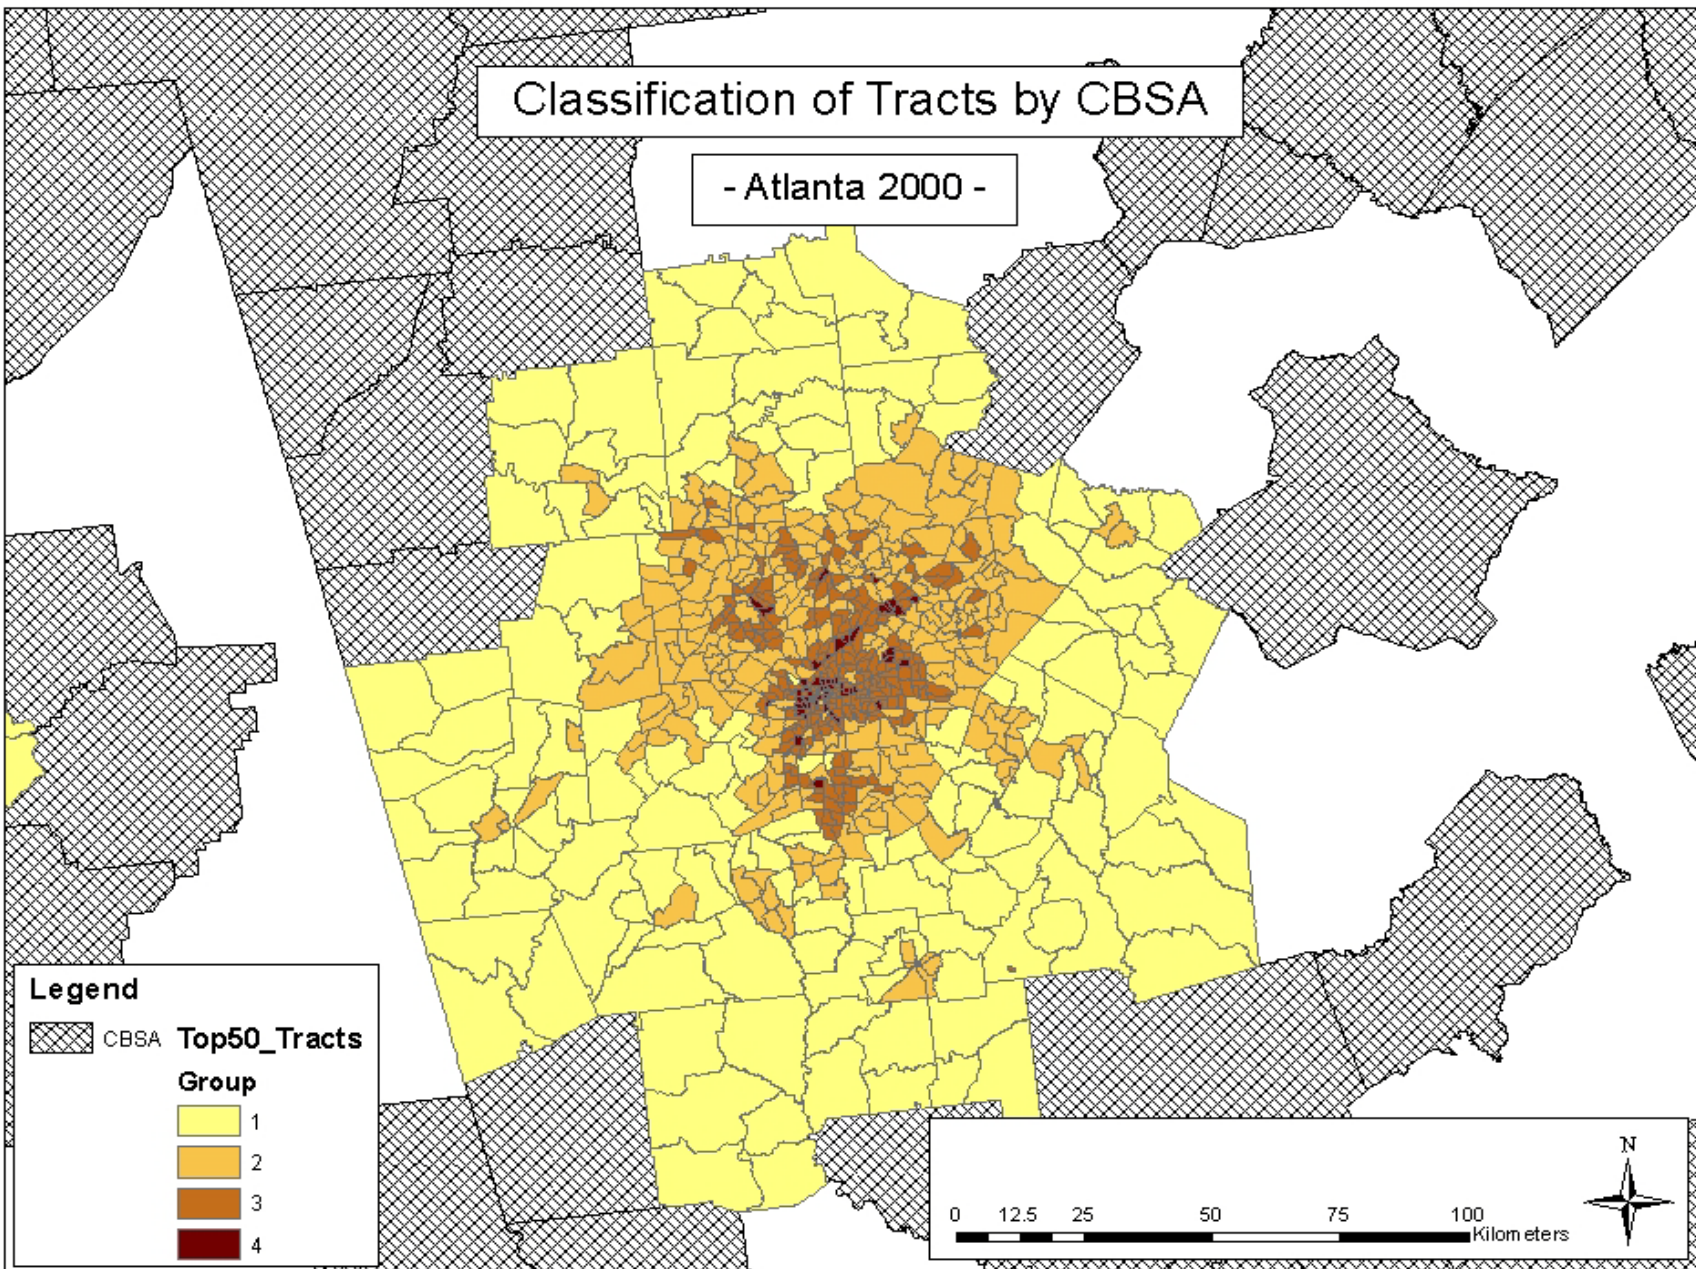 Classification of Tracts by CBSA
- Atlanta 2000 -
Legend
CBSA Top50_Tracts
Group
1
2
3
4
N
0 12.5 25 50 75 100
Kilometers